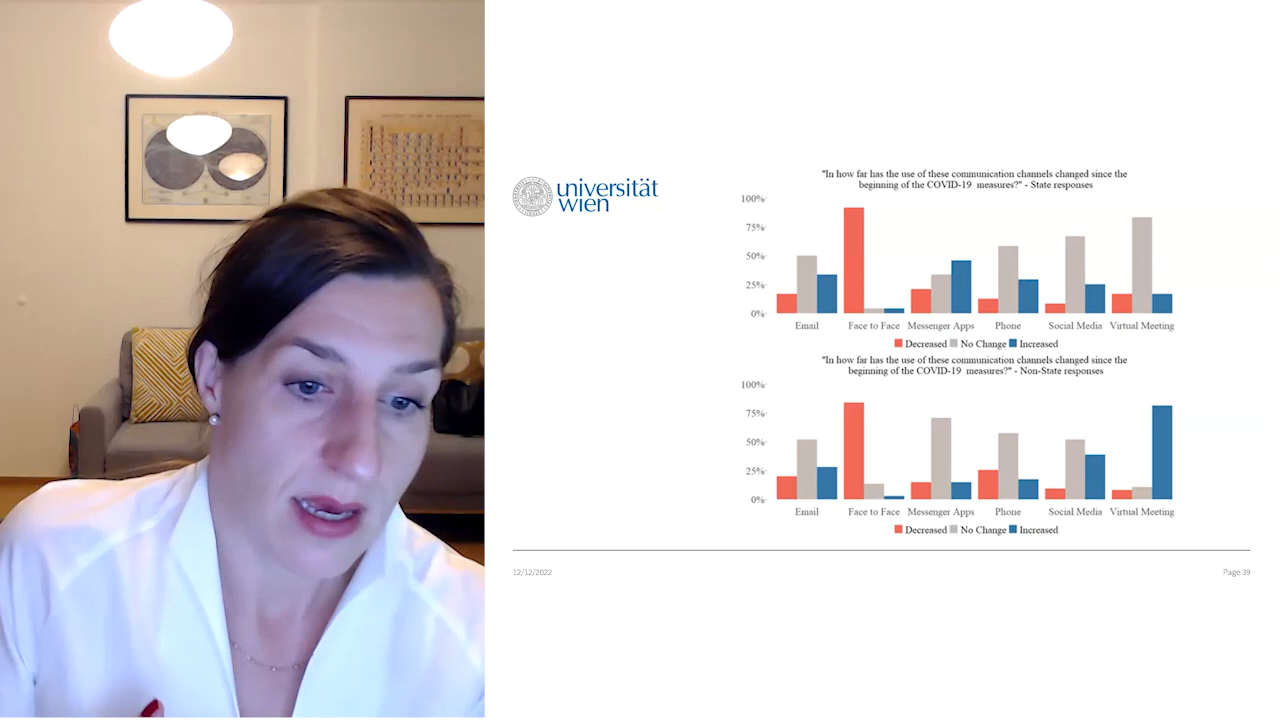 universität
wien
"In how far has the use of these communication channels changed since the
beginning of the COVID-19 measures?" - State responses
100%
75%
50%
25%
0%
Email Face to Face Messenger Apps Phone Social Media Virtual Meeting
Decreased No Change Increased
"In how far has the use of these communication channels changed since the
beginning of the COVID-19 measures?" - Non-State responses
100%
75%
50%
25%
0%
Email Face to Face Messenger Apps Phone Social Media Virtual Meeting
Decreased No Change Increased
12/12/2022
Page 39